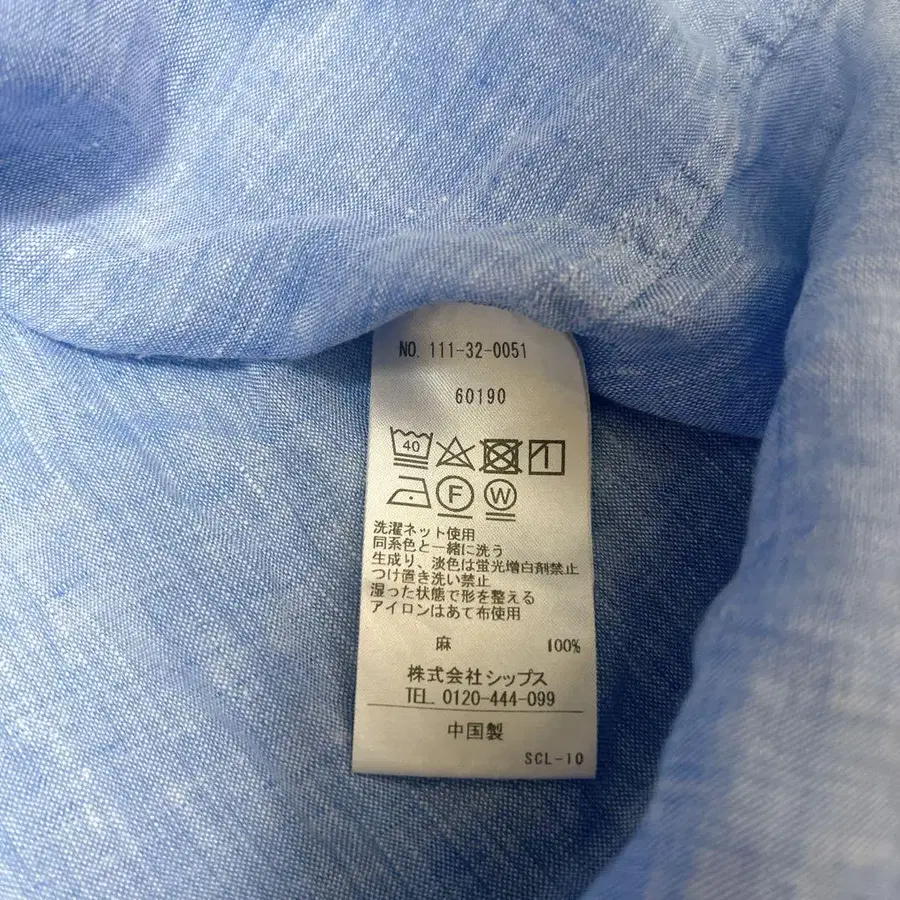 NO. 111-32-0051
60190
40
F W
洗濯ネット使用
同系色と一緒に洗う
生成り、淡色は蛍光増白剤禁止
つけ置き洗い禁止
湿った状態で形を整える
アイロンはあて布使用
麻 100%
株式会社シップス
TEL. 0120-444-099
中国製
SCL-10